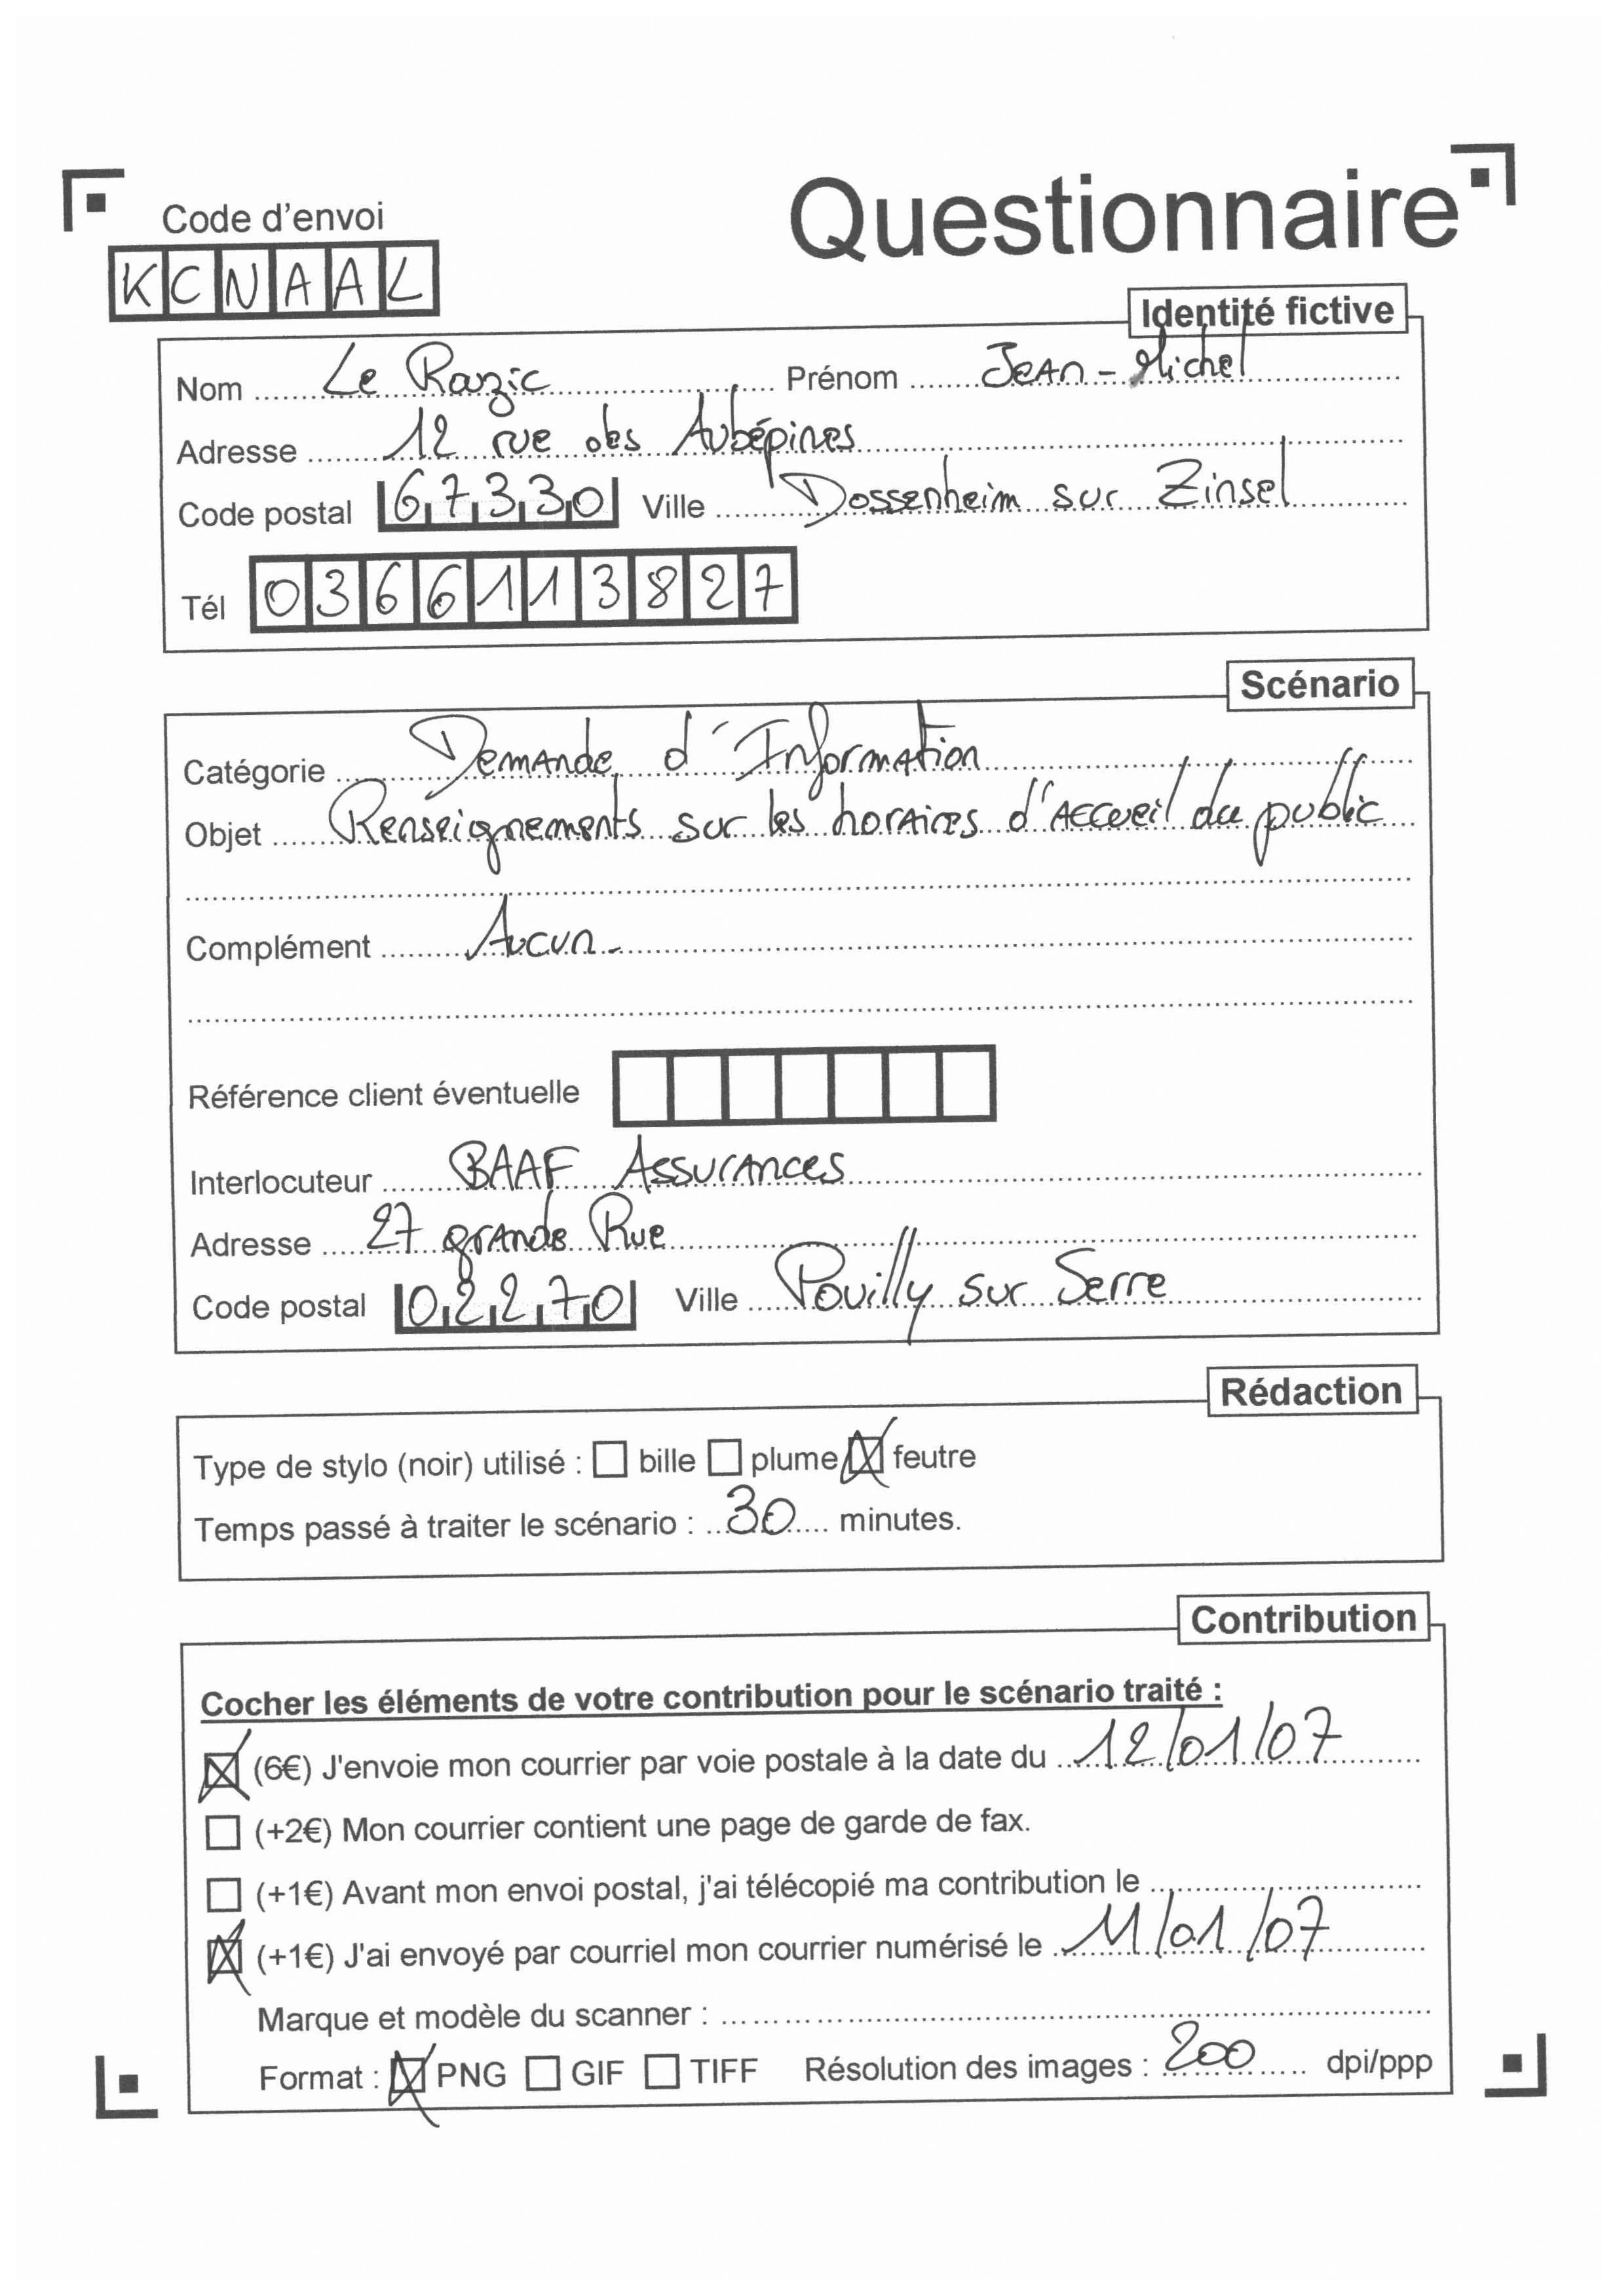 Questionnaire
Code d'envoi
KCNAAL
Identité fictive
Nom Le Razic Prénom Jean-Michel
Adresse 12 rue des Aubépines
Code postal 67330 Ville Dossenheim sur Zinsel
Tél 0366113827
Scénario
Catégorie Demande d'Information
Objet Renseignements sur les horaires d'Accueil du public
Complément Aucun
Référence client éventuelle
Interlocuteur BAAF Assurances
Adresse 27 grande Rue
Code postal 02270 Ville Pouilly sur Serre
Rédaction
Type de stylo (noir) utilisé : bille plume feutre
Temps passé à traiter le scénario : 30 minutes.
Contribution
Cocher les éléments de votre contribution pour le scénario traité :
(6€) J'envoie mon courrier par voie postale à la date du 12/01/07
(+2€) Mon courrier contient une page de garde de fax.
(+1€) Avant mon envoi postal, j'ai télécopié ma contribution le
(+1€) J'ai envoyé par courriel mon courrier numérisé le 11/01/07
Marque et modèle du scanner :
Format : PNG GIF TIFF Résolution des images : 200 dpi/ppp